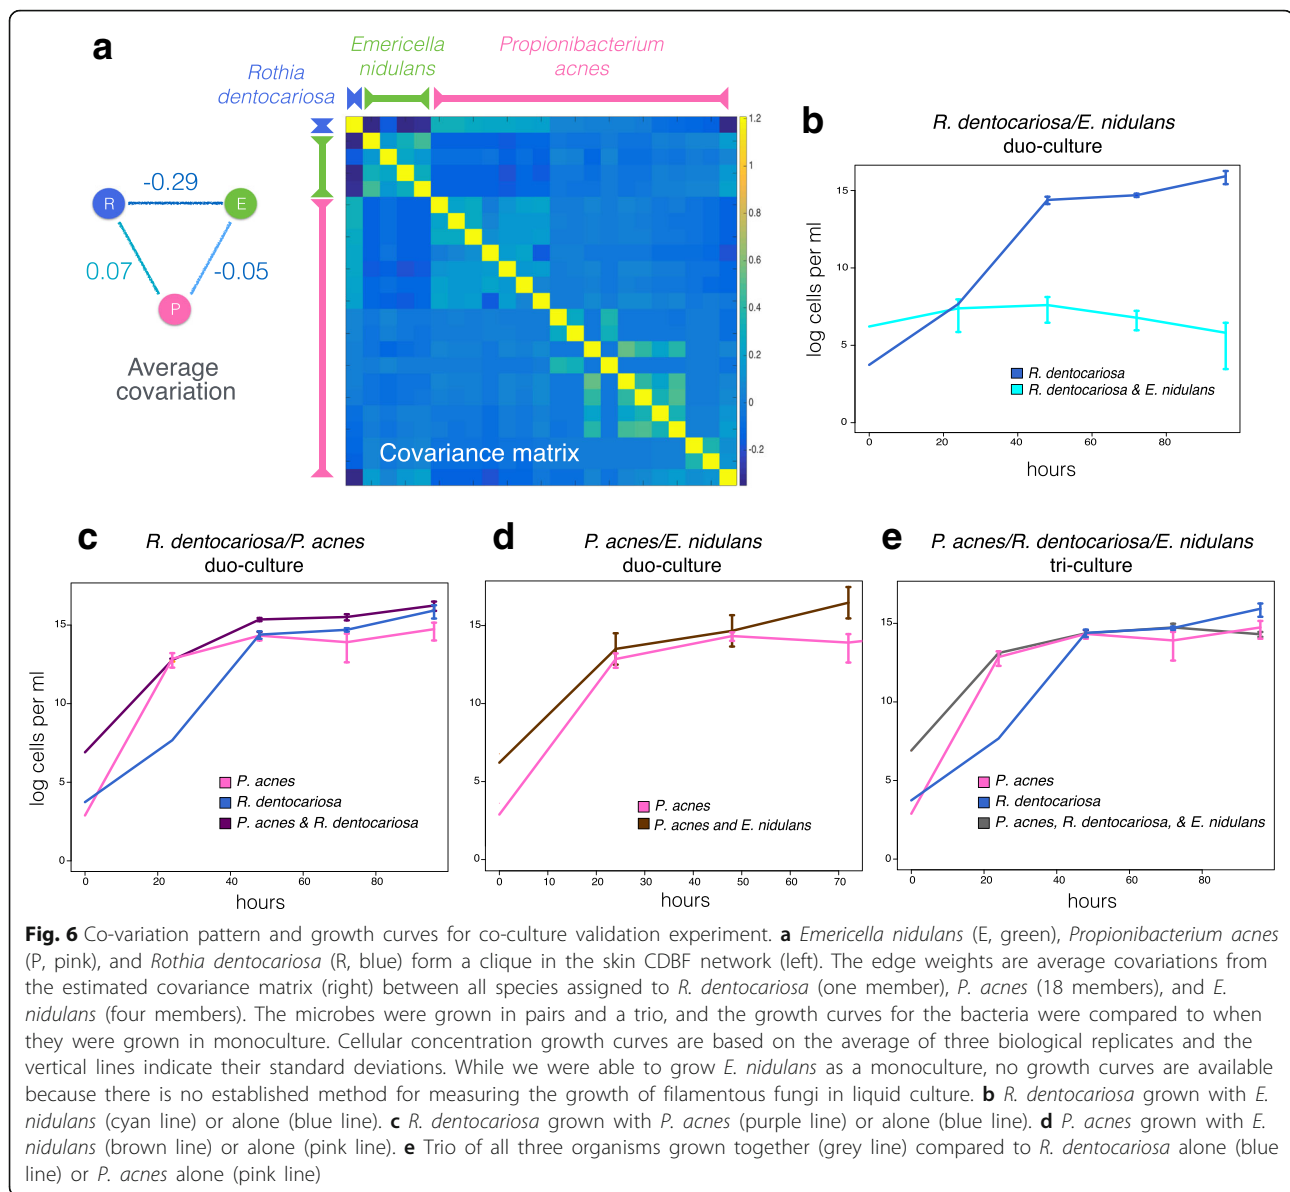 a
Emericella
nidulans
Propionibacterium
acnes
Rothia
dentocariosa
-0.29
R
E
0.07
-0.05
P
Average
covariation
Covariance matrix
1.2
1
0.8
0.6
0.4
0.2
0
-0.2
b
R. dentocariosa/E. nidulans
duo-culture
log cells per ml
15
10
5
0
R. dentocariosa
R. dentocariosa & E. nidulans
0 20 40 60 80
hours
c
R. dentocariosa/P. acnes
duo-culture
log cells per ml
15
10
5
0
P. acnes
R. dentocariosa
P. acnes & R. dentocariosa
0 20 40 60 80
hours
d
P. acnes/E. nidulans
duo-culture
15
10
5
0
P. acnes
P. acnes and E. nidulans
0 10 20 30 40 50 60 70
hours
e
P. acnes/R. dentocariosa/E. nidulans
tri-culture
15
10
5
0
P. acnes
R. dentocariosa
P. acnes, R. dentocariosa, & E. nidulans
0 20 40 60 80
hours
Fig. 6 Co-variation pattern and growth curves for co-culture validation experiment. a Emericella nidulans (E, green), Propionibacterium acnes
(P, pink), and Rothia dentocariosa (R, blue) form a clique in the skin CDBF network (left). The edge weights are average covariations from
the estimated covariance matrix (right) between all species assigned to R. dentocariosa (one member), P. acnes (18 members), and E.
nidulans (four members). The microbes were grown in pairs and a trio, and the growth curves for the bacteria were compared to when
they were grown in monoculture. Cellular concentration growth curves are based on the average of three biological replicates and the
vertical lines indicate their standard deviations. While we were able to grow E. nidulans as a monoculture, no growth curves are available
because there is no established method for measuring the growth of filamentous fungi in liquid culture. b R. dentocariosa grown with E.
nidulans (cyan line) or alone (blue line). c R. dentocariosa grown with P. acnes (purple line) or alone (blue line). d P. acnes grown with E.
nidulans (brown line) or alone (pink line). e Trio of all three organisms grown together (grey line) compared to R. dentocariosa alone (blue
line) or P. acnes alone (pink line)